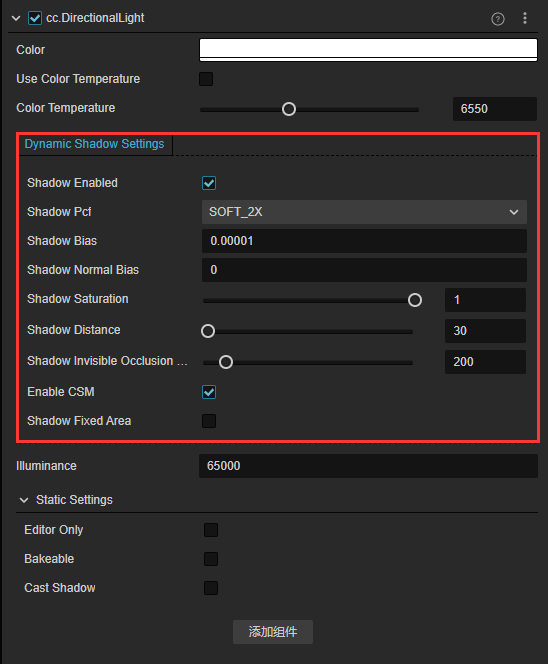 cc.DirectionalLight
Color
Use Color Temperature
Color Temperature 6550
Dynamic Shadow Settings
Shadow Enabled
Shadow Pcf SOFT_2X
Shadow Bias 0.00001
Shadow Normal Bias 0
Shadow Saturation 1
Shadow Distance 30
Shadow Invisible Occlusion ... 200
Enable CSM
Shadow Fixed Area
Illuminance 65000
Static Settings
Editor Only
Bakeable
Cast Shadow
添加组件